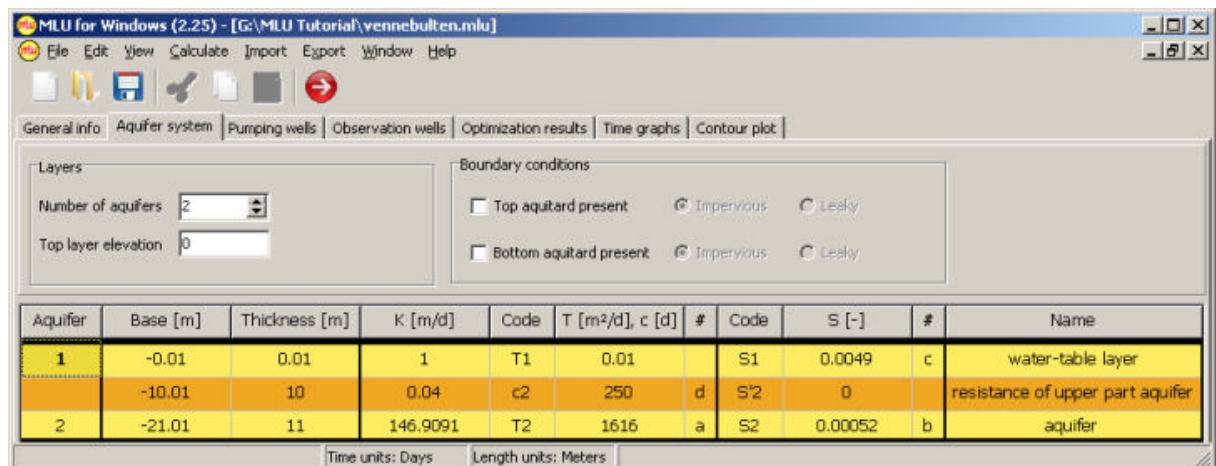 MLU for Windows (2.25) - [G:\MLU Tutorial\vennebulten.mlu]
File Edit View Calculate Import Export Window Help
General info Aquifer system Pumping wells Observation wells Optimization results Time graphs Contour plot
Layers
Number of aquifers 2
Top layer elevation 0
Boundary conditions
Top aquitard present Impervious Leaky
Bottom aquitard present Impervious Leaky
Aquifer Base [m] Thickness [m] K [m/d] Code T [m²/d], c [d] # Code S [-] # Name
1 -0.01 0.01 1 T1 0.01 S1 0.0049 c water-table layer
-10.01 10 0.04 c2 250 d S'2 0 resistance of upper part aquifer
2 -21.01 11 146.9091 T2 1616 a S2 0.00052 b aquifer
Time units: Days Length units: Meters